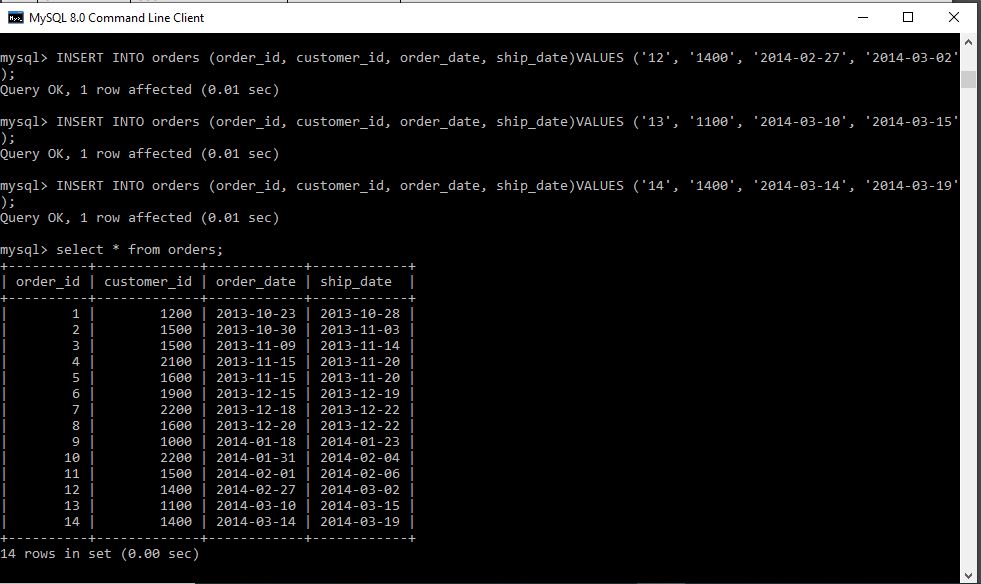 MySQL 8.0 Command Line Client
mysql> INSERT INTO orders (order_id, customer_id, order_date, ship_date)VALUES ('12', '1400', '2014-02-27', '2014-03-02'
);
Query OK, 1 row affected (0.01 sec)
mysql> INSERT INTO orders (order_id, customer_id, order_date, ship_date)VALUES ('13', '1100', '2014-03-10', '2014-03-15'
);
Query OK, 1 row affected (0.01 sec)
mysql> INSERT INTO orders (order_id, customer_id, order_date, ship_date)VALUES ('14', '1400', '2014-03-14', '2014-03-19'
);
Query OK, 1 row affected (0.01 sec)
mysql> select * from orders;
+----------+-------------+------------+------------+
| order_id | customer_id | order_date | ship_date  |
+----------+-------------+------------+------------+
|        1 |        1200 | 2013-10-23 | 2013-10-28 |
|        2 |        1500 | 2013-10-30 | 2013-11-03 |
|        3 |        1500 | 2013-11-09 | 2013-11-14 |
|        4 |        2100 | 2013-11-15 | 2013-11-20 |
|        5 |        1600 | 2013-11-15 | 2013-11-20 |
|        6 |        1900 | 2013-12-15 | 2013-12-19 |
|        7 |        2200 | 2013-12-18 | 2013-12-22 |
|        8 |        1600 | 2013-12-20 | 2013-12-22 |
|        9 |        1000 | 2014-01-18 | 2014-01-23 |
|       10 |        2200 | 2014-01-31 | 2014-02-04 |
|       11 |        1500 | 2014-02-01 | 2014-02-06 |
|       12 |        1400 | 2014-02-27 | 2014-03-02 |
|       13 |        1100 | 2014-03-10 | 2014-03-15 |
|       14 |        1400 | 2014-03-14 | 2014-03-19 |
+----------+-------------+------------+------------+
14 rows in set (0.00 sec)